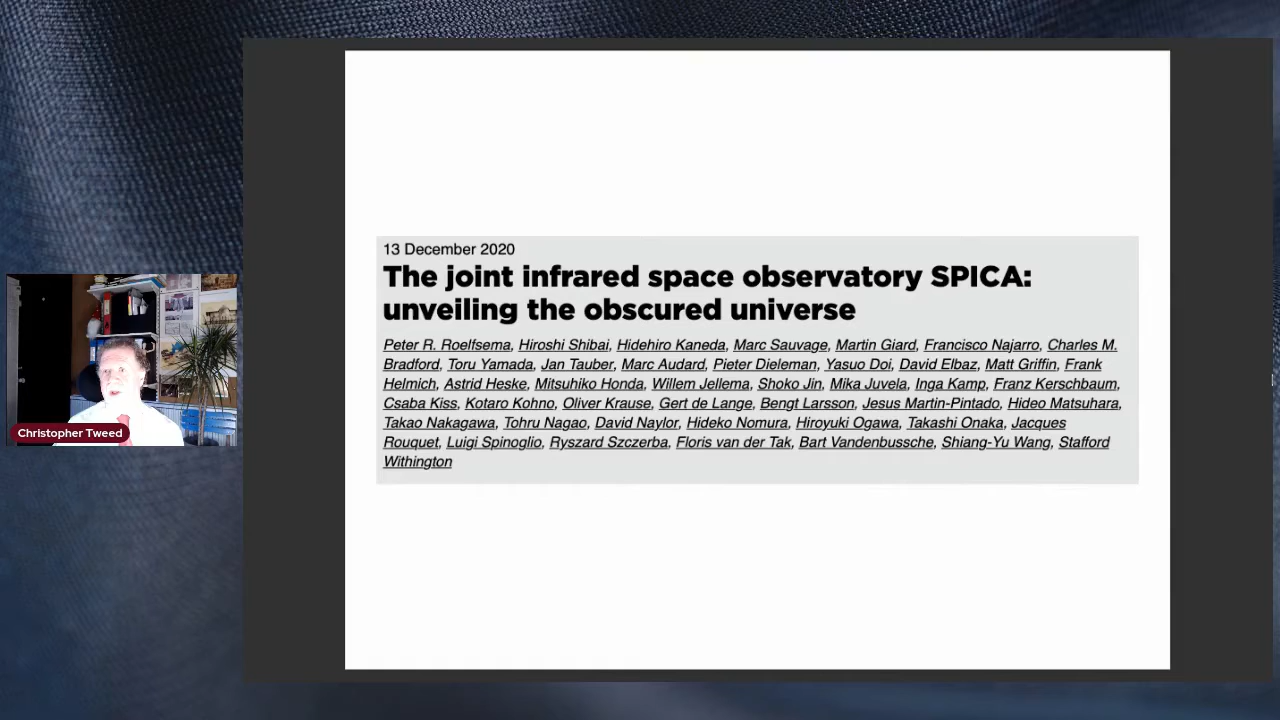 13 December 2020
The joint infrared space observatory SPICA:
unveiling the obscured universe
Peter R. Roelfsema, Hiroshi Shibai, Hidehiro Kaneda, Marc Sauvage, Martin Giard, Francisco Najarro, Charles M.
Bradford, Toru Yamada, Jan Tauber, Marc Audard, Pieter Dieleman, Yasuo Doi, David Elbaz, Matt Griffin, Frank
Helmich, Astrid Heske, Mitsuhiko Honda, Willem Jellema, Shoko Jin, Mika Juvela, Inga Kamp, Franz Kerschbaum,
Csaba Kiss, Kotaro Kohno, Oliver Krause, Gert de Lange, Bengt Larsson, Jesus Martin-Pintado, Hideo Matsuhara,
Takao Nakagawa, Tohru Nagao, David Naylor, Hideko Nomura, Hiroyuki Ogawa, Takashi Onaka, Jacques
Rouquet, Luigi Spinoglio, Ryszard Szczerba, Floris van der Tak, Bart Vandenbussche, Shiang-Yu Wang, Stafford
Withington
Christopher Tweed